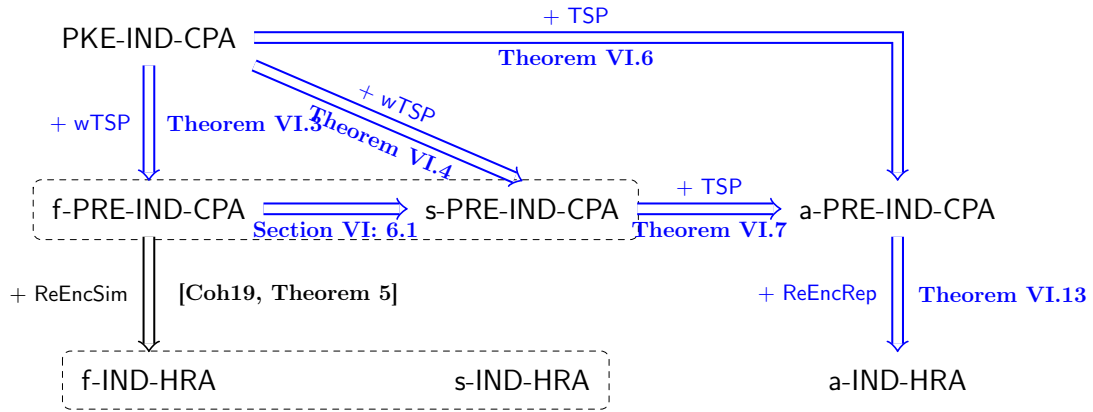 + TSP
PKE-IND-CPA
Theorem VI.6
+ wTSP
+ wTSP
Theorem VI.3
Theorem VI.4
+ TSP
f-PRE-IND-CPA
s-PRE-IND-CPA
a-PRE-IND-CPA
Section VI: 6.1
Theorem VI.7
+ ReEncSim
[Coh19, Theorem 5]
+ ReEncRep
Theorem VI.13
f-IND-HRA
s-IND-HRA
a-IND-HRA